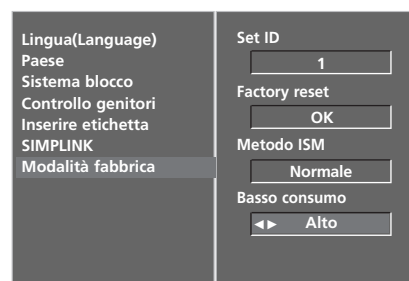 Lingua(Language)
Paese
Sistema blocco
Controllo genitori
Inserire etichetta
SIMPLINK
Modalità fabbrica
Set ID
1
Factory reset
OK
Metodo ISM
Normale
Basso consumo
◄► Alto